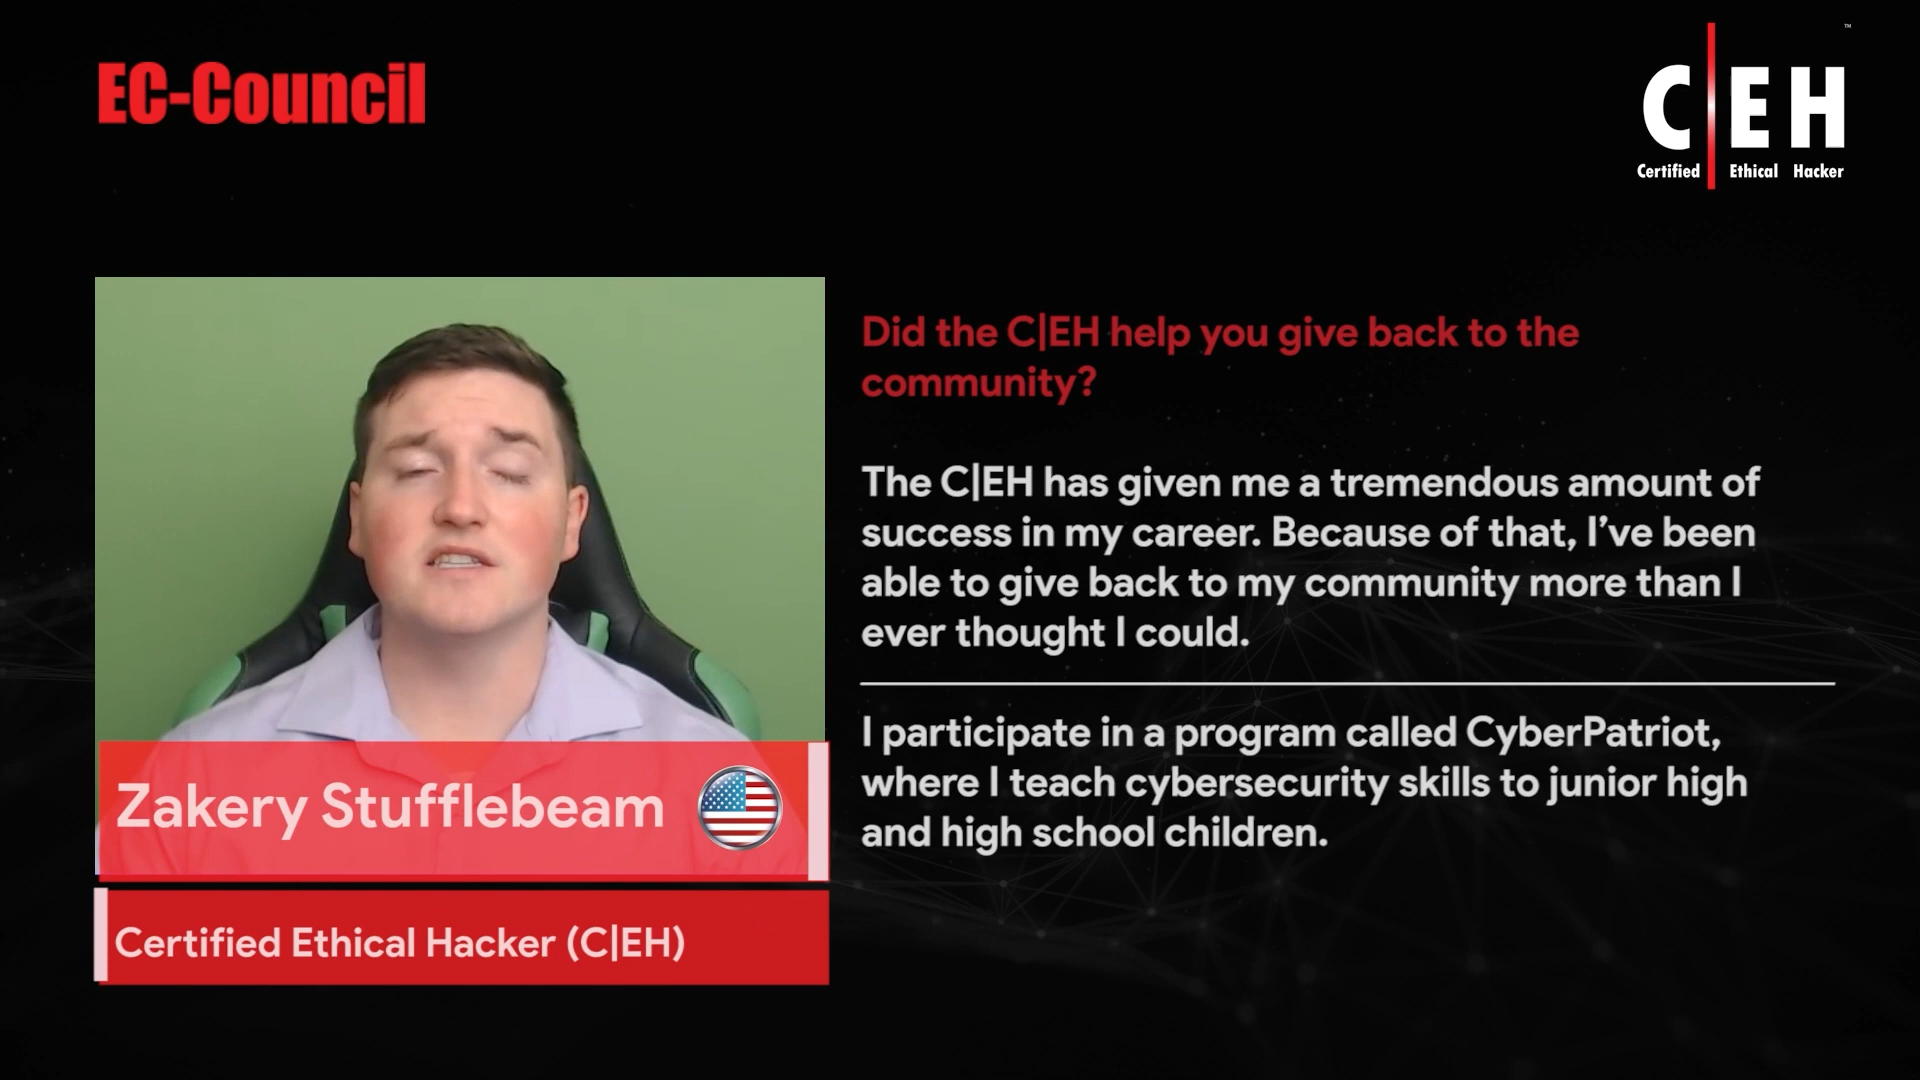 EC-Council
™
C|EH
Certified Ethical Hacker
Did the C|EH help you give back to the
community?
The C|EH has given me a tremendous amount of
success in my career. Because of that, I’ve been
able to give back to my community more than I
ever thought I could.
I participate in a program called CyberPatriot,
where I teach cybersecurity skills to junior high
and high school children.
Zakery Stufflebeam
Certified Ethical Hacker (C|EH)